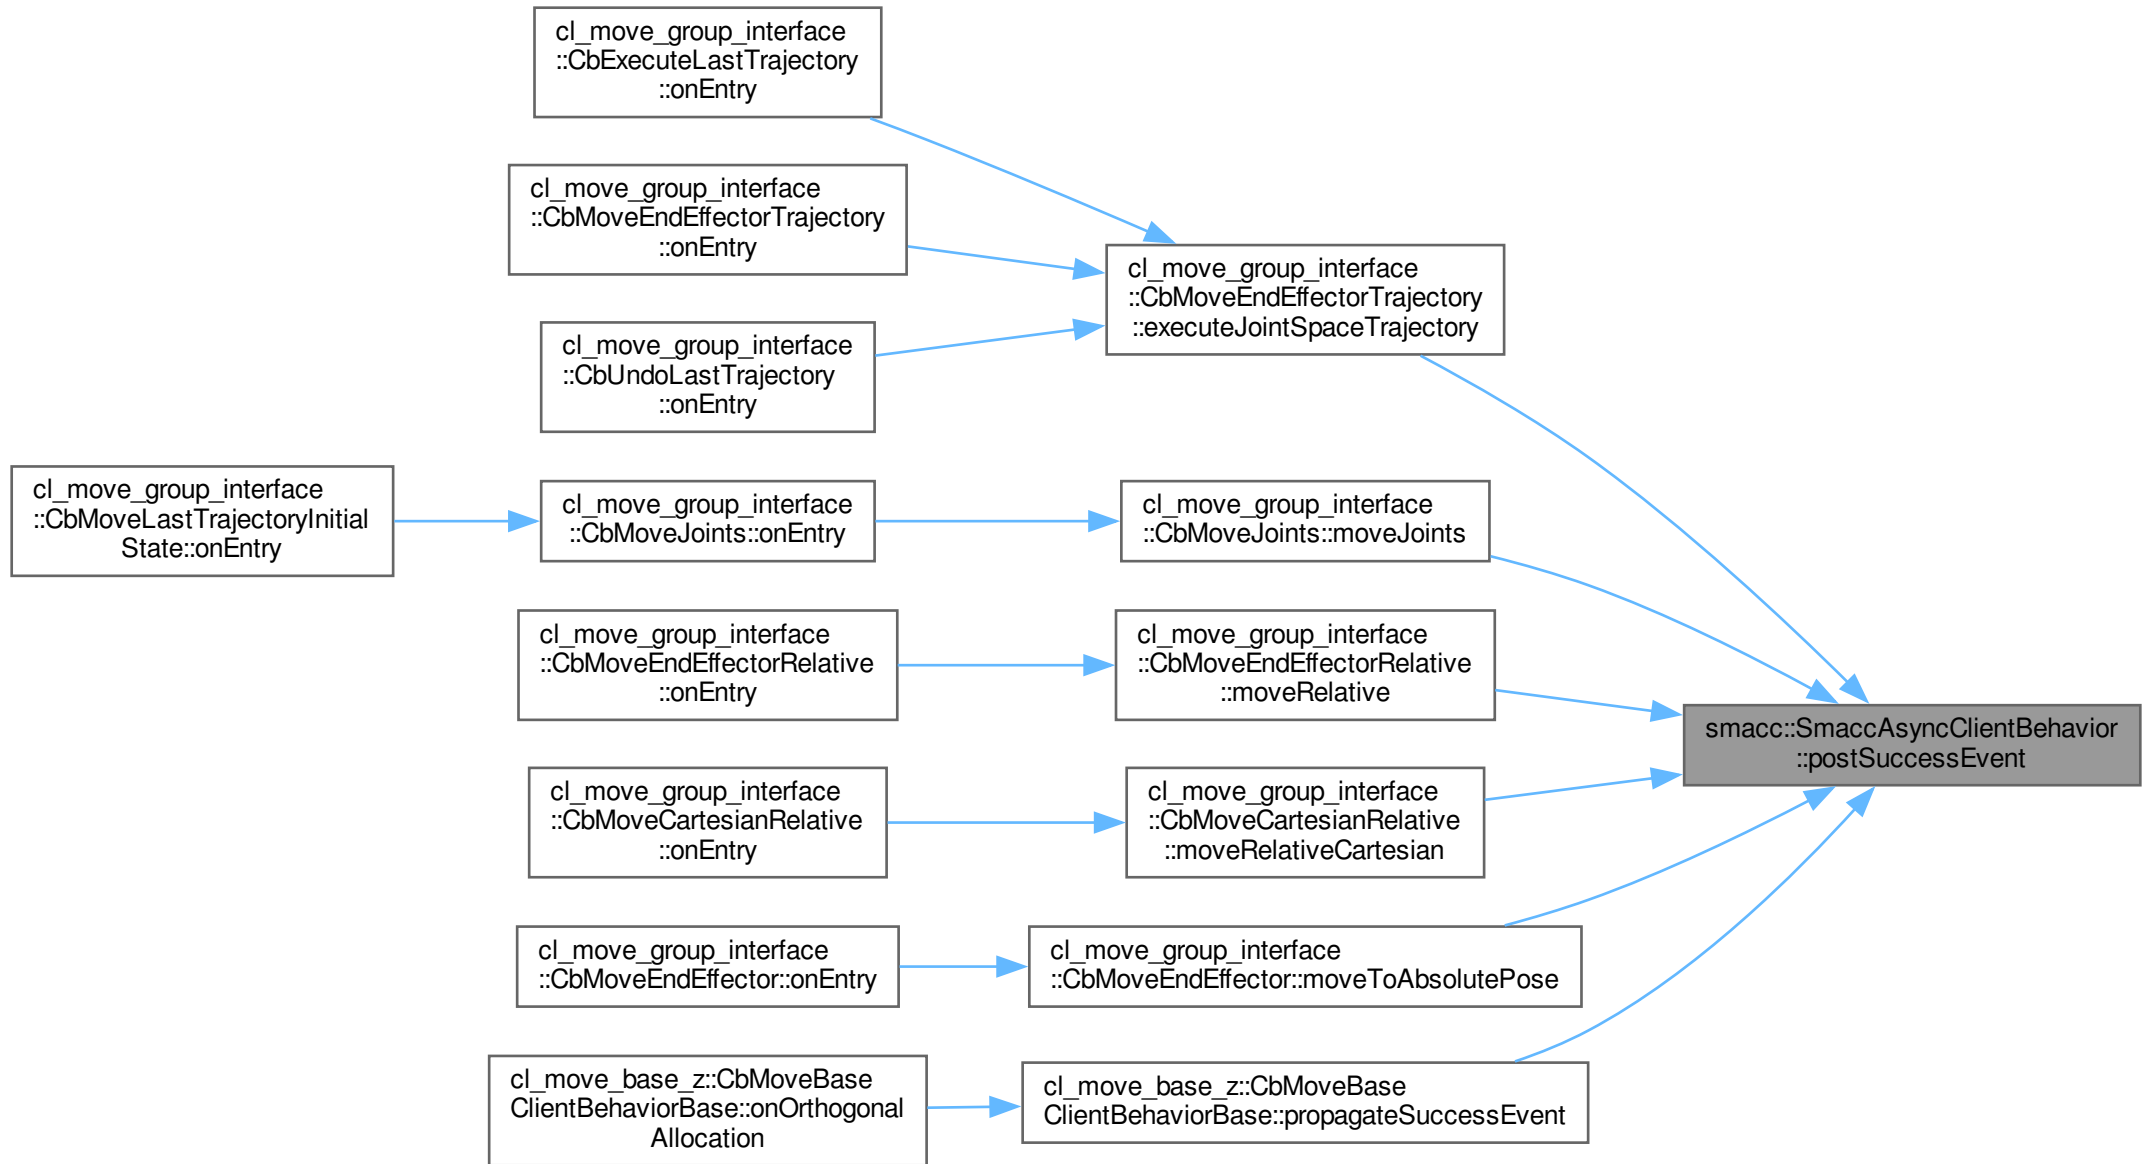 cl_move_group_interface
::CbExecuteLastTrajectory
::onEntry
cl_move_group_interface
::CbMoveEndEffectorTrajectory
::onEntry
cl_move_group_interface
::CbMoveEndEffectorTrajectory
::executeJointSpaceTrajectory
cl_move_group_interface
::CbUndoLastTrajectory
::onEntry
cl_move_group_interface
::CbMoveLastTrajectoryInitial
State::onEntry
cl_move_group_interface
::CbMoveJoints::onEntry
cl_move_group_interface
::CbMoveJoints::moveJoints
cl_move_group_interface
::CbMoveEndEffectorRelative
::onEntry
cl_move_group_interface
::CbMoveEndEffectorRelative
::moveRelative
smacc::SmaccAsyncClientBehavior
::postSuccessEvent
cl_move_group_interface
::CbMoveCartesianRelative
::onEntry
cl_move_group_interface
::CbMoveCartesianRelative
::moveRelativeCartesian
cl_move_group_interface
::CbMoveEndEffector::onEntry
cl_move_group_interface
::CbMoveEndEffector::moveToAbsolutePose
cl_move_base_z::CbMoveBase
ClientBehaviorBase::onOrthogonal
Allocation
cl_move_base_z::CbMoveBase
ClientBehaviorBase::propagateSuccessEvent